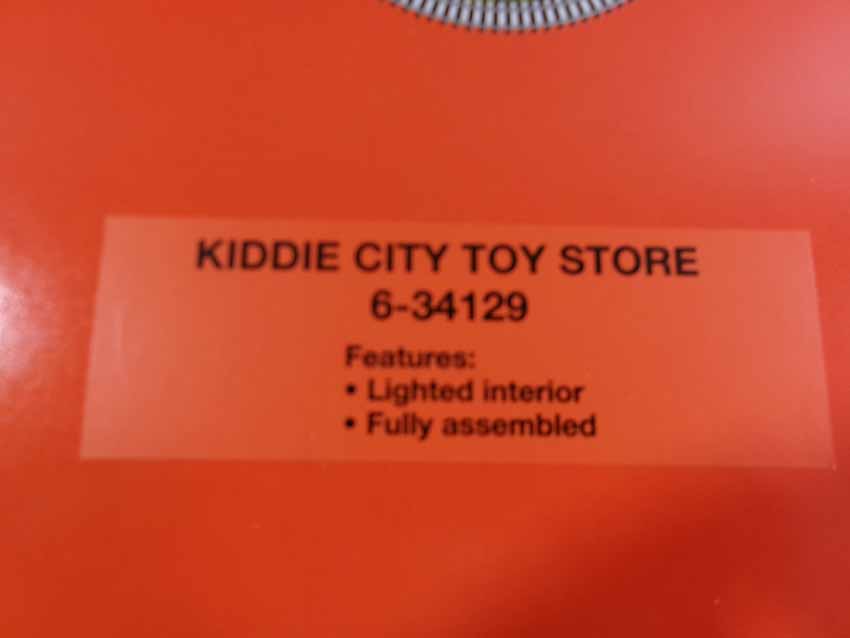 KIDDIE CITY TOY STORE
6-34129
Features:
• Lighted interior
• Fully assembled